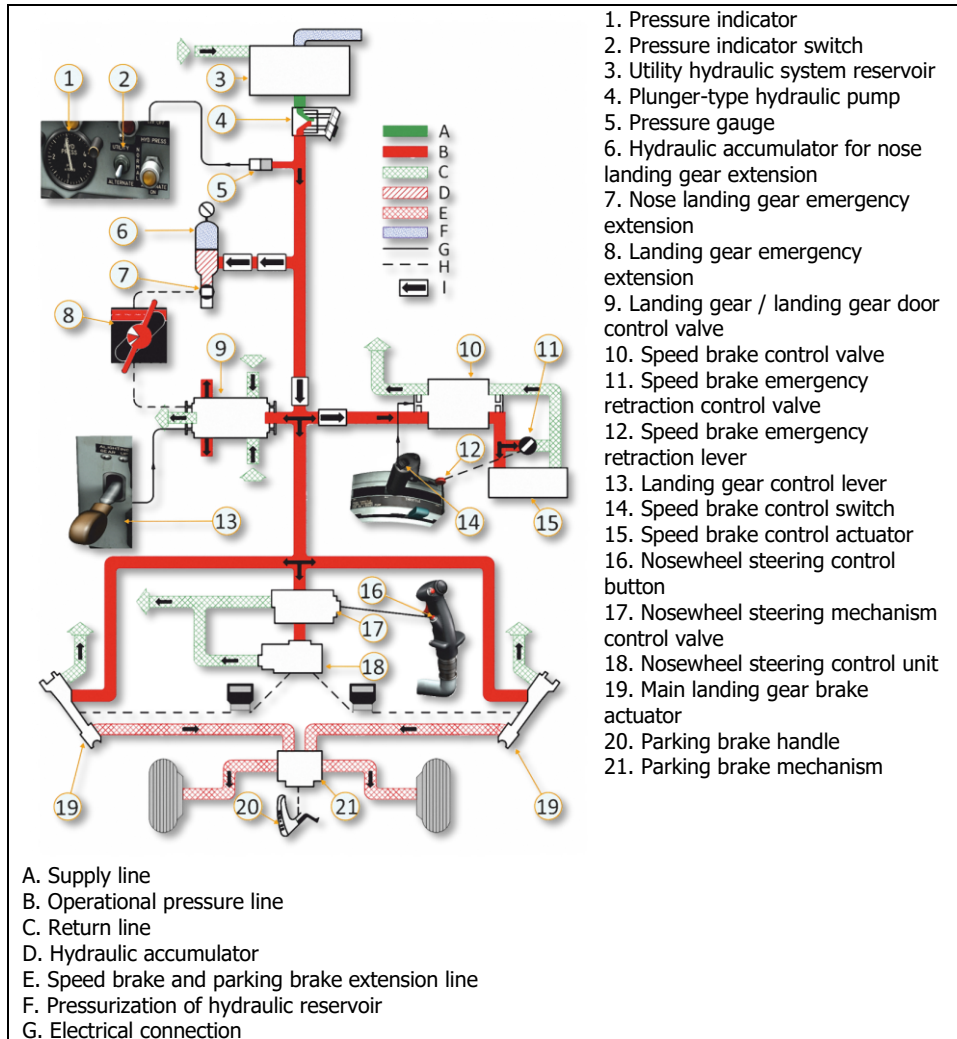 1. Pressure indicator
2. Pressure indicator switch
3. Utility hydraulic system reservoir
4. Plunger-type hydraulic pump
5. Pressure gauge
6. Hydraulic accumulator for nose
landing gear extension
7. Nose landing gear emergency
extension
8. Landing gear emergency
extension
9. Landing gear / landing gear door
control valve
10. Speed brake control valve
11. Speed brake emergency
retraction control valve
12. Speed brake emergency
retraction lever
13. Landing gear control lever
14. Speed brake control switch
15. Speed brake control actuator
16. Nosewheel steering control
button
17. Nosewheel steering mechanism
control valve
18. Nosewheel steering control unit
19. Main landing gear brake
actuator
20. Parking brake handle
21. Parking brake mechanism
1
2
3
4
5
6
7
8
9
10
11
12
13
14
15
16
17
18
19
19
20
21
A
B
C
D
E
F
G
H
I
HYD
PRESS
UTILITY
ALTERNATE
NORMAL
HYD PRESS
A. Supply line
B. Operational pressure line
C. Return line
D. Hydraulic accumulator
E. Speed brake and parking brake extension line
F. Pressurization of hydraulic reservoir
G. Electrical connection